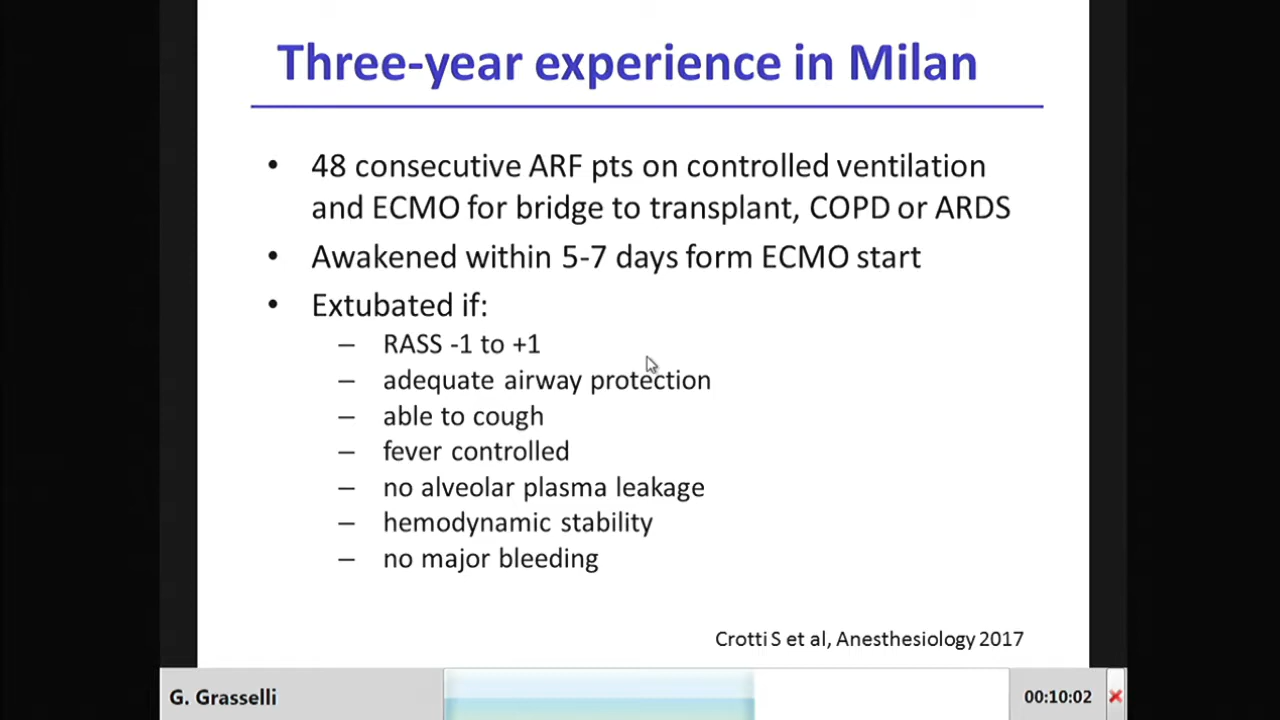 Three-year experience in Milan
• 48 consecutive ARF pts on controlled ventilation
and ECMO for bridge to transplant, COPD or ARDS
• Awakened within 5-7 days form ECMO start
• Extubated if:
– RASS -1 to +1
– adequate airway protection
– able to cough
– fever controlled
– no alveolar plasma leakage
– hemodynamic stability
– no major bleeding
Crotti S et al, Anesthesiology 2017
G. Grasselli
00:10:02